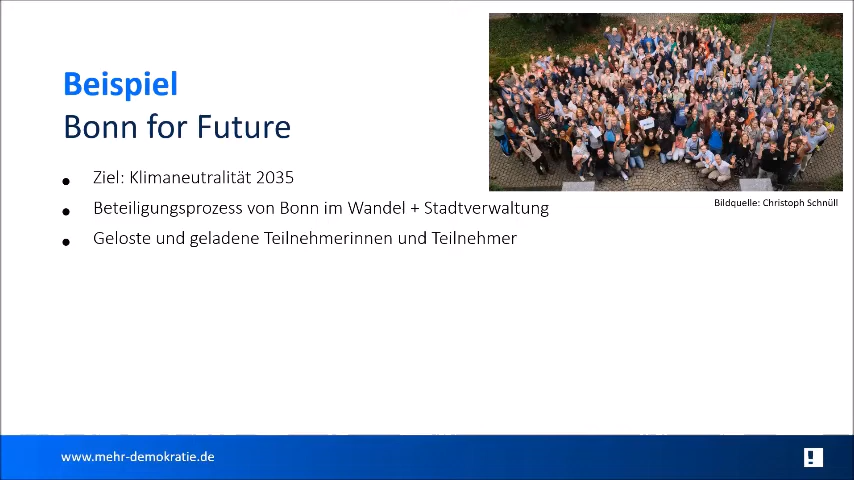 Beispiel
Bonn for Future
Ziel: Klimaneutralität 2035
Beteiligungsprozess von Bonn im Wandel + Stadtverwaltung
Geloste und geladene Teilnehmerinnen und Teilnehmer
Bildquelle: Christoph Schnüll
www.mehr-demokratie.de